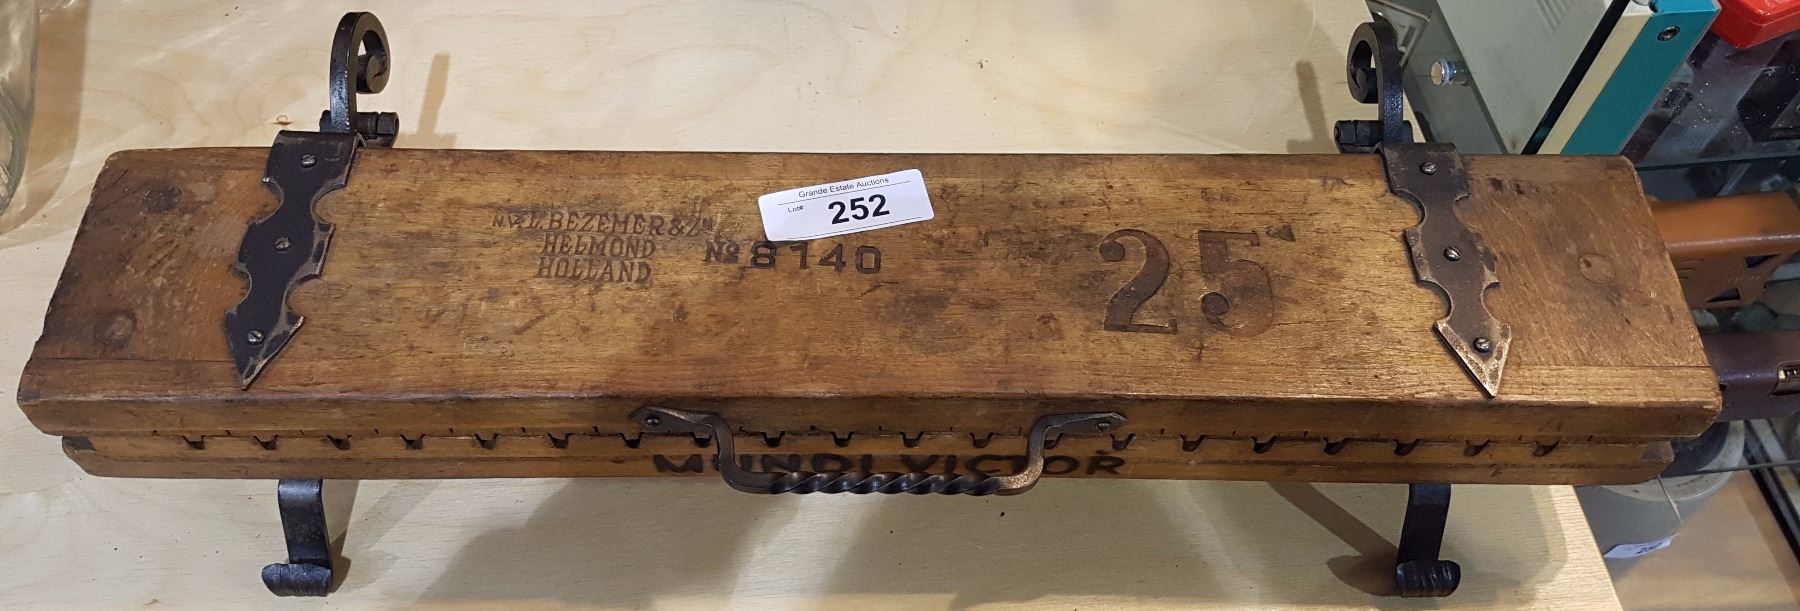 Grande Estate Auctions
Lot#: 252
N.V. L. BEZEMER & ZN
HELMOND
HOLLAND
No 8140
25
MUNDI VICTOR